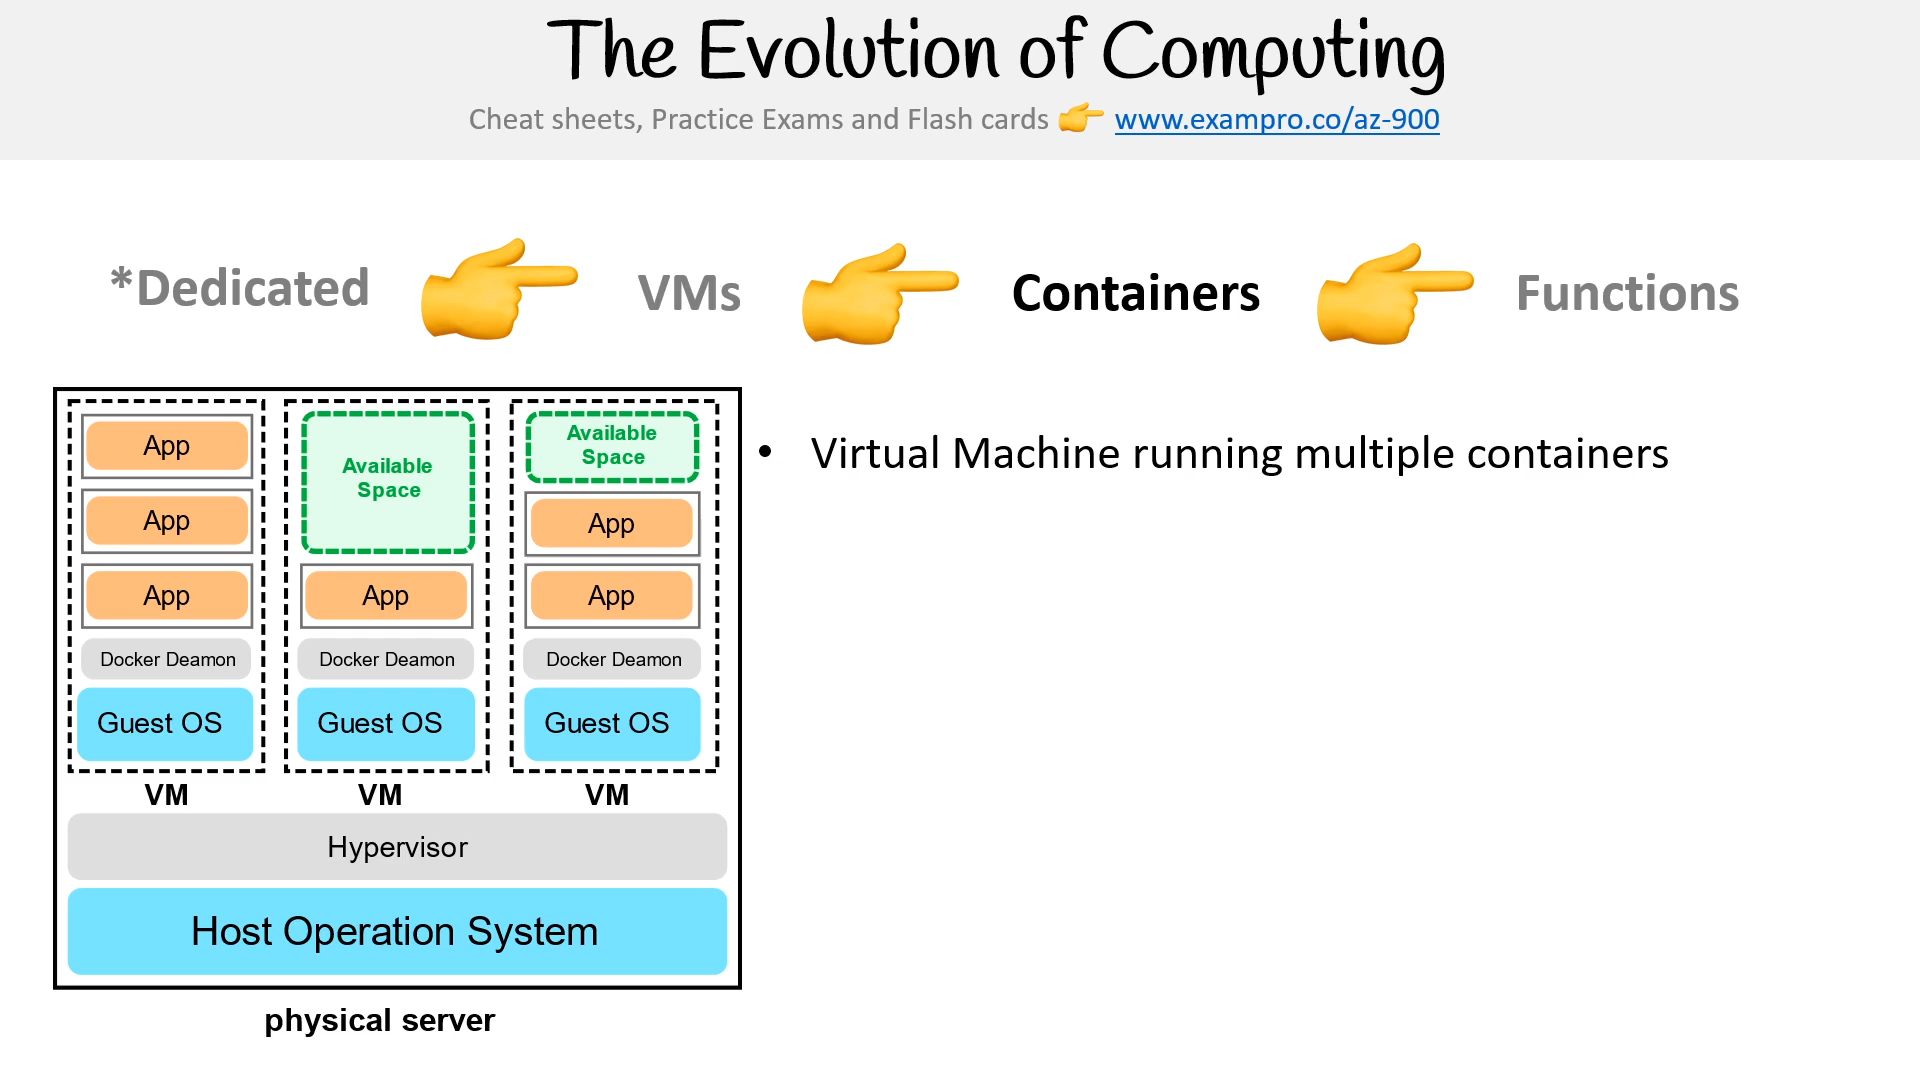 The Evolution of Computing
Cheat sheets, Practice Exams and Flash cards 👉 www.exampro.co/az-900
*Dedicated
VMs
Containers
Functions
App
App
App
Docker Deamon
Guest OS
VM
Available
Space
App
Docker Deamon
Guest OS
VM
Available
Space
App
App
Docker Deamon
Guest OS
VM
Hypervisor
Host Operation System
physical server
• Virtual Machine running multiple containers